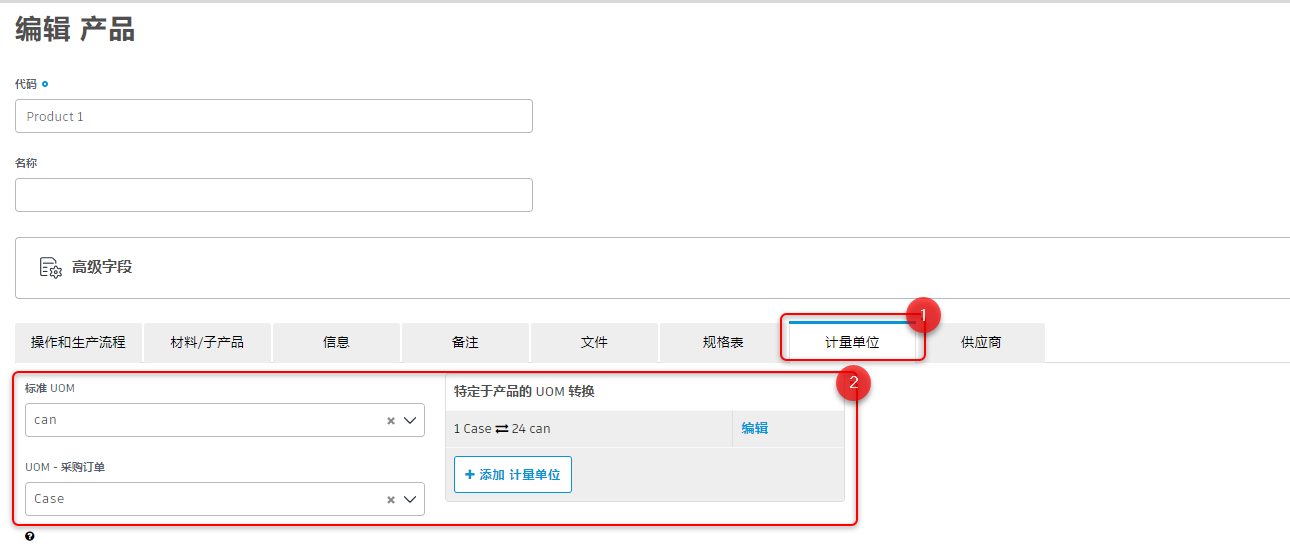 编辑 产品
代码
Product 1
名称
高级字段
1
操作和生产流程 材料/子产品 信息 备注 文件 规格表 计量单位 供应商
2
标准 UOM
can
UOM - 采购订单
Case
特定于产品的 UOM 转换
1 Case ⇄ 24 can 编辑
+ 添加 计量单位